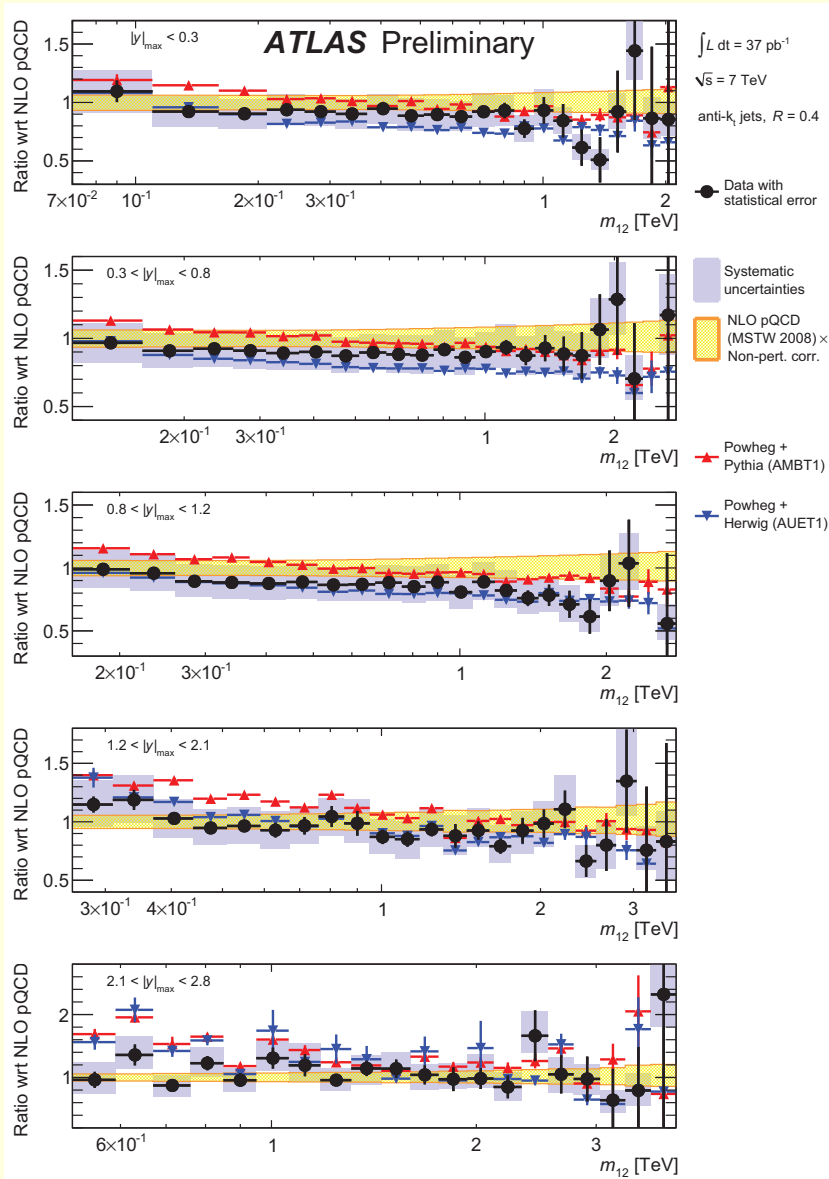 ATLAS Preliminary
|y|max < 0.3
Ratio wrt NLO pQCD
1.5
1
0.5
7×10⁻² 10⁻¹ 2×10⁻¹ 3×10⁻¹ 1 2
m₁₂ [TeV]
∫L dt = 37 pb⁻¹
√s = 7 TeV
anti-kₜ jets, R = 0.4
Data with
statistical error
Systematic
uncertainties
NLO pQCD
(MSTW 2008) ×
Non-pert. corr.
Powheg +
Pythia (AMBT1)
Powheg +
Herwig (AUET1)
0.3 < |y|max < 0.8
Ratio wrt NLO pQCD
1.5
1
0.5
2×10⁻¹ 3×10⁻¹ 1 2
m₁₂ [TeV]
0.8 < |y|max < 1.2
Ratio wrt NLO pQCD
1.5
1
0.5
2×10⁻¹ 3×10⁻¹ 1 2
m₁₂ [TeV]
1.2 < |y|max < 2.1
Ratio wrt NLO pQCD
1.5
1
0.5
3×10⁻¹ 4×10⁻¹ 1 2 3
m₁₂ [TeV]
2.1 < |y|max < 2.8
Ratio wrt NLO pQCD
2
1
6×10⁻¹ 1 2 3
m₁₂ [TeV]